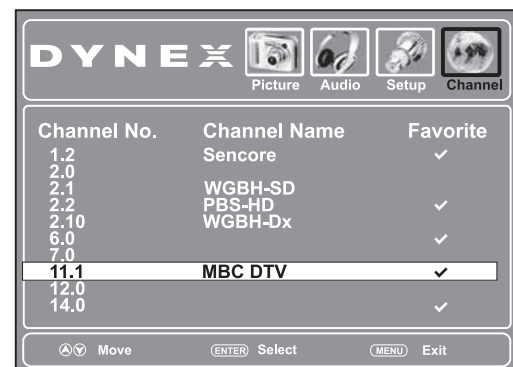 DYNEX
Picture Audio Setup Channel
Channel No. Channel Name Favorite
1.2 Sencore ✓
2.0
2.1 WGBH-SD
2.2 PBS-HD ✓
2.10 WGBH-Dx
6.0 ✓
7.0
11.1 MBC DTV ✓
12.0
14.0 ✓
Move ENTER Select MENU Exit